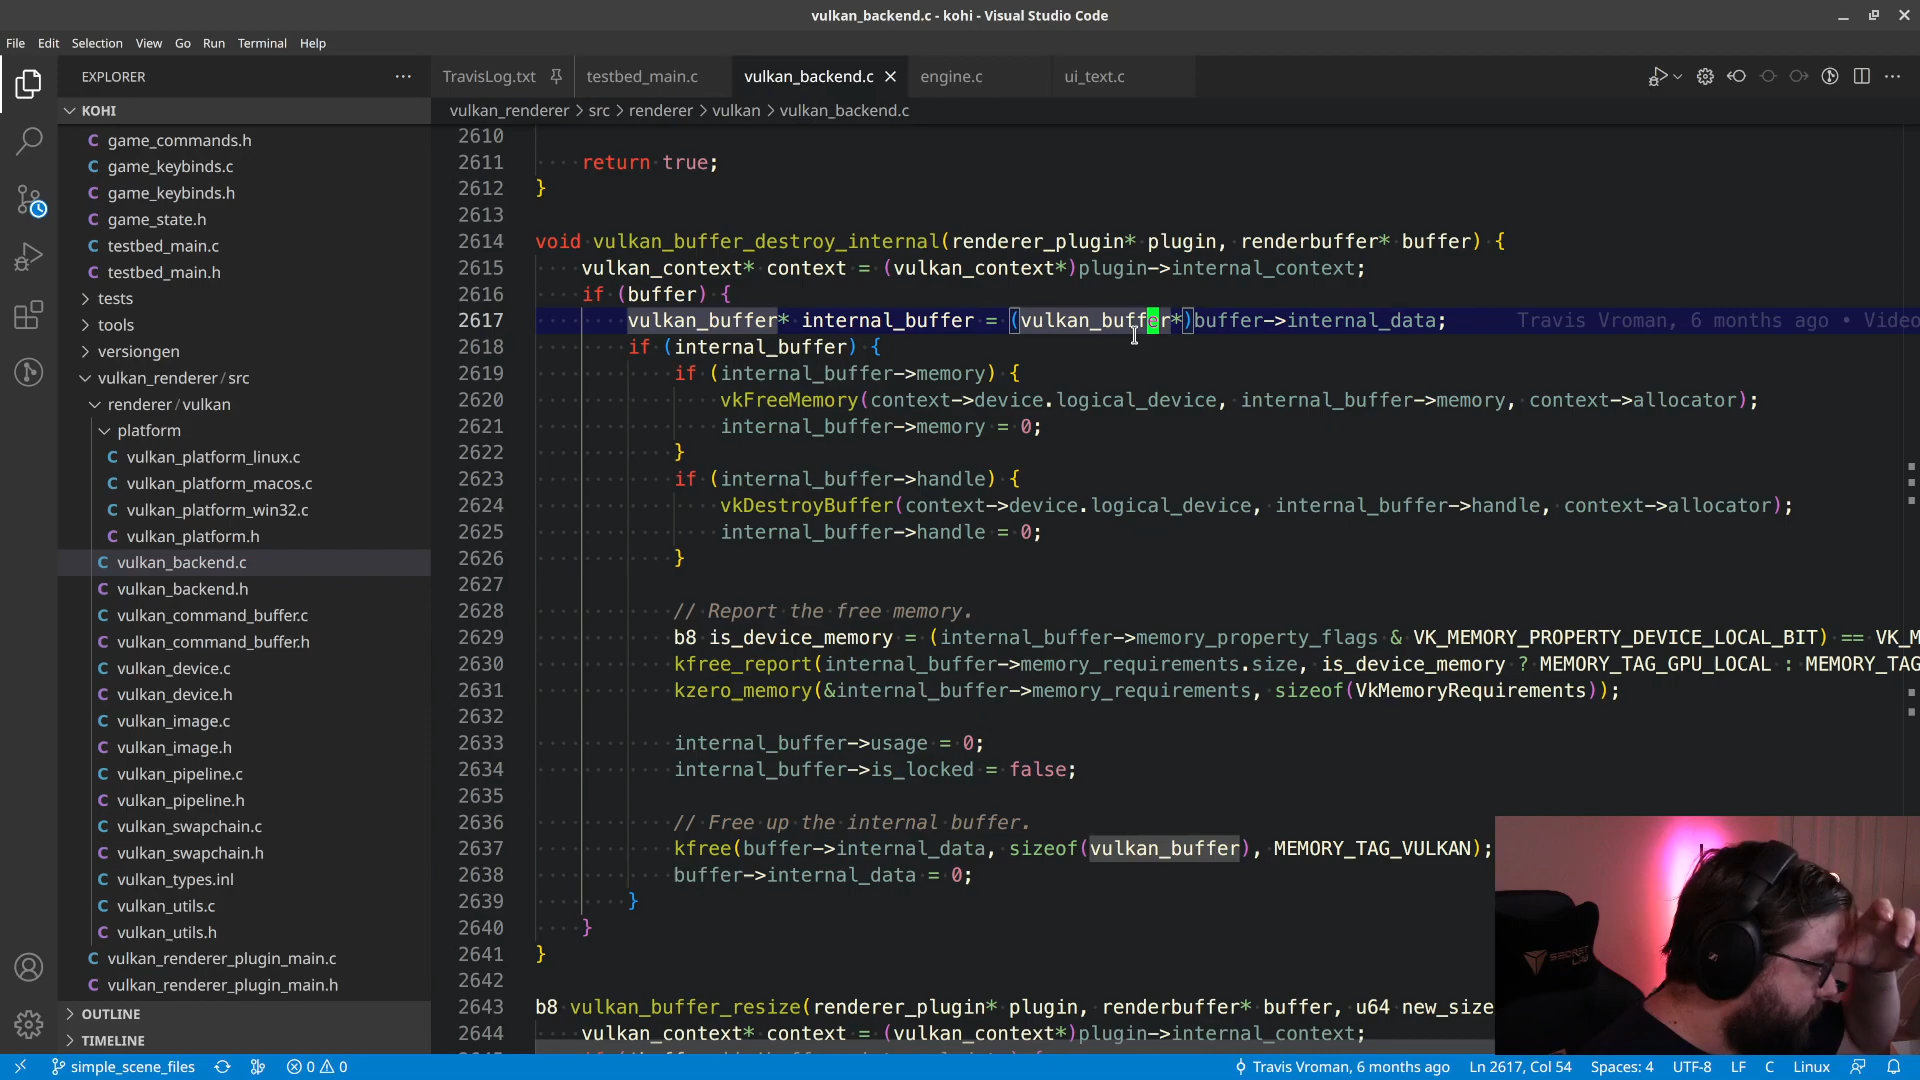 vulkan_backend.c - kohi - Visual Studio Code
File Edit Selection View Go Run Terminal Help
EXPLORER
TravisLog.txt testbed_main.c vulkan_backend.c engine.c ui_text.c
KOHI
vulkan_renderer > src > renderer > vulkan > vulkan_backend.c
C game_commands.h
C game_keybinds.c
C game_keybinds.h
C game_state.h
C testbed_main.c
C testbed_main.h
tests
tools
versiongen
vulkan_renderer / src
renderer / vulkan
platform
C vulkan_platform_linux.c
C vulkan_platform_macos.c
C vulkan_platform_win32.c
C vulkan_platform.h
C vulkan_backend.c
C vulkan_backend.h
C vulkan_command_buffer.c
C vulkan_command_buffer.h
C vulkan_device.c
C vulkan_device.h
C vulkan_image.c
C vulkan_image.h
C vulkan_pipeline.c
C vulkan_pipeline.h
C vulkan_swapchain.c
C vulkan_swapchain.h
C vulkan_types.inl
C vulkan_utils.c
C vulkan_utils.h
C vulkan_renderer_plugin_main.c
C vulkan_renderer_plugin_main.h
OUTLINE
TIMELINE
2610
2611 return true;
2612 }
2613
2614 void vulkan_buffer_destroy_internal(renderer_plugin* plugin, renderbuffer* buffer) {
2615 vulkan_context* context = (vulkan_context*)plugin->internal_context;
2616 if (buffer) {
2617 vulkan_buffer* internal_buffer = (vulkan_buffer*)buffer->internal_data; Travis Vroman, 6 months ago • Video
2618 if (internal_buffer) {
2619 if (internal_buffer->memory) {
2620 vkFreeMemory(context->device.logical_device, internal_buffer->memory, context->allocator);
2621 internal_buffer->memory = 0;
2622 }
2623 if (internal_buffer->handle) {
2624 vkDestroyBuffer(context->device.logical_device, internal_buffer->handle, context->allocator);
2625 internal_buffer->handle = 0;
2626 }
2627
2628 // Report the free memory.
2629 b8 is_device_memory = (internal_buffer->memory_property_flags & VK_MEMORY_PROPERTY_DEVICE_LOCAL_BIT) == VK_M
2630 kfree_report(internal_buffer->memory_requirements.size, is_device_memory ? MEMORY_TAG_GPU_LOCAL : MEMORY_TAG
2631 kzero_memory(&internal_buffer->memory_requirements, sizeof(VkMemoryRequirements));
2632
2633 internal_buffer->usage = 0;
2634 internal_buffer->is_locked = false;
2635
2636 // Free up the internal buffer.
2637 kfree(buffer->internal_data, sizeof(vulkan_buffer), MEMORY_TAG_VULKAN);
2638 buffer->internal_data = 0;
2639 }
2640 }
2641 }
2642
2643 b8 vulkan_buffer_resize(renderer_plugin* plugin, renderbuffer* buffer, u64 new_size
2644 vulkan_context* context = (vulkan_context*)plugin->internal_context;
SECRETLAB
simple_scene_files 0 0 Travis Vroman, 6 months ago Ln 2617, Col 54 Spaces: 4 UTF-8 LF C Linux